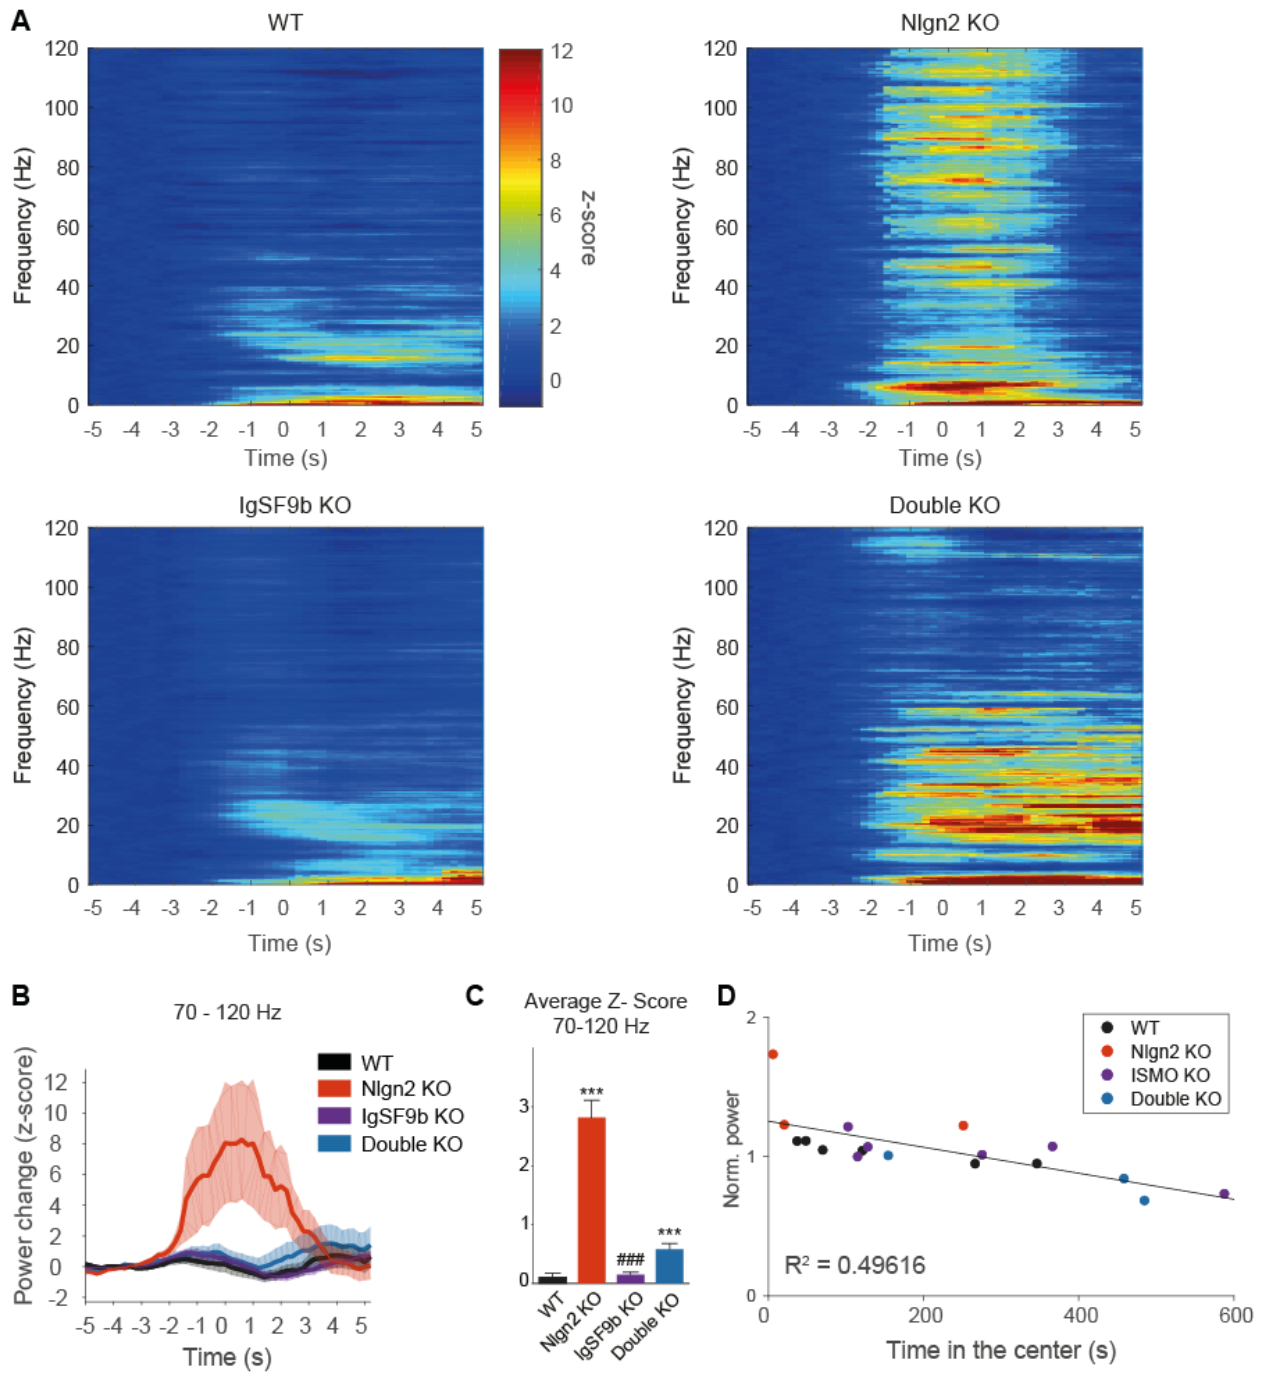 A
WT
120
100
80
60
40
20
0
Frequency (Hz)
-5 -4 -3 -2 -1 0 1 2 3 4 5
Time (s)
12
10
8
6
4
2
0
z-score
Nlgn2 KO
120
100
80
60
40
20
0
Frequency (Hz)
-5 -4 -3 -2 -1 0 1 2 3 4 5
Time (s)
IgSF9b KO
120
100
80
60
40
20
0
Frequency (Hz)
-5 -4 -3 -2 -1 0 1 2 3 4 5
Time (s)
Double KO
120
100
80
60
40
20
0
Frequency (Hz)
-5 -4 -3 -2 -1 0 1 2 3 4 5
Time (s)
B
70 - 120 Hz
Power change (z-score)
12
10
8
6
4
2
0
-2
-5 -4 -3 -2 -1 0 1 2 3 4 5
Time (s)
WT
Nlgn2 KO
IgSF9b KO
Double KO
C
Average Z- Score
70-120 Hz
3
2
1
0
***
###
***
WT
Nlgn2 KO
IgSF9b KO
Double KO
D
2
1
0
Norm. power
WT
Nlgn2 KO
ISMO KO
Double KO
R² = 0.49616
0 200 400 600
Time in the center (s)